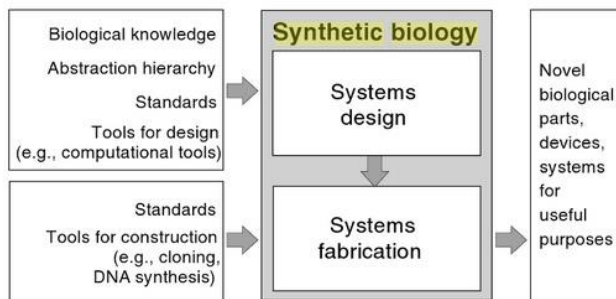 Biological knowledge
Abstraction hierarchy
Standards
Tools for design
(e.g., computational tools)
Standards
Tools for construction
(e.g., cloning,
DNA synthesis)
Synthetic biology
Systems
design
Systems
fabrication
Novel
biological
parts,
devices,
systems
for
useful
purposes